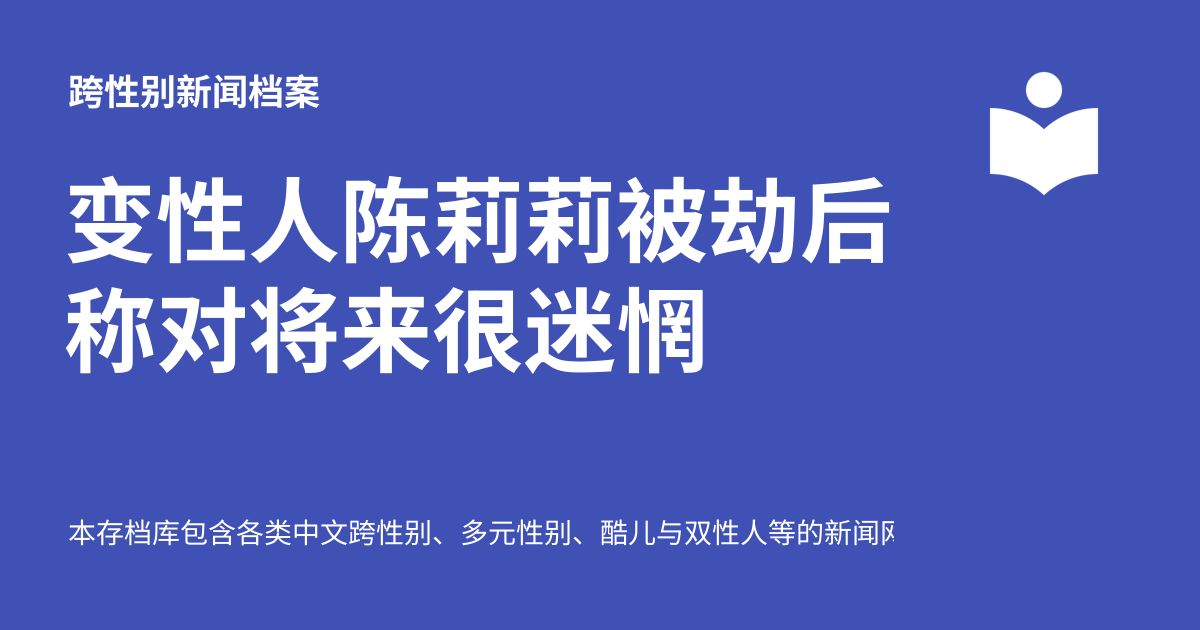 跨性别新闻档案
变性人陈莉莉被劫后
称对将来很迷惘
本存档库包含各类中文跨性别、多元性别、酷儿与双性人等的新闻网